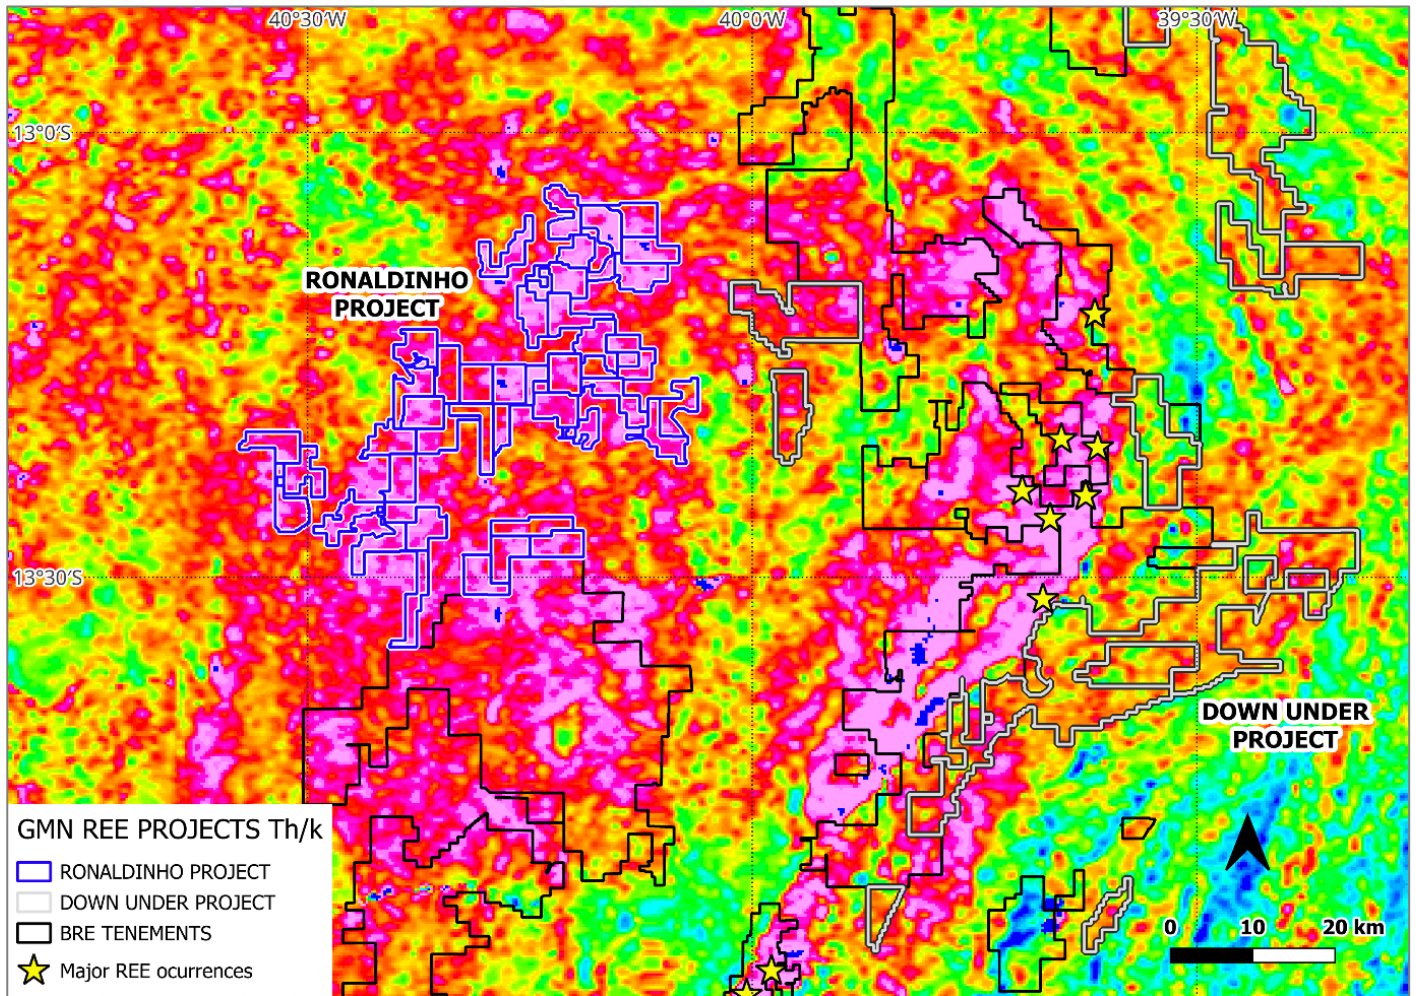 40°30'W
40°0'W
39°30'W
13°0'S
RONALDINHO
PROJECT
13°30'S
DOWN UNDER
PROJECT
GMN REE PROJECTS Th/k
RONALDINHO PROJECT
DOWN UNDER PROJECT
BRE TENEMENTS
Major REE ocurrences
0 10 20 km